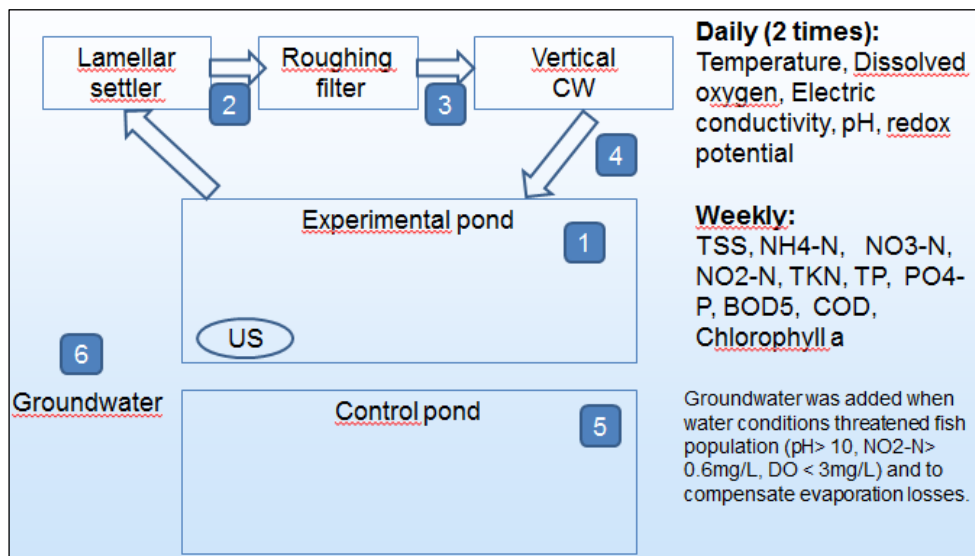 Lamellar
settler
2
Roughing
filter
3
Vertical
CW
4
Experimental pond
1
US
6
Groundwater
Control pond
5
Daily (2 times):
Temperature, Dissolved
oxygen, Electric
conductivity, pH, redox
potential
Weekly:
TSS, NH4-N, NO3-N,
NO2-N, TKN, TP, PO4-
P, BOD5, COD,
Chlorophyll a
Groundwater was added when
water conditions threatened fish
population (pH> 10, NO2-N>
0.6mg/L, DO < 3mg/L) and to
compensate evaporation losses.